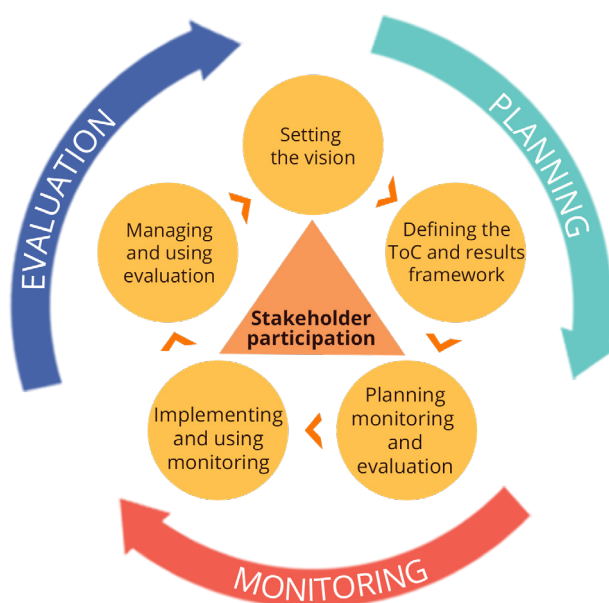 EVALUATION
PLANNING
Setting
the vision
Managing
and using
evaluation
Defining the
ToC and results
framework
Stakeholder
participation
Implementing
and using
monitoring
Planning
monitoring
and
evaluation
MONITORING